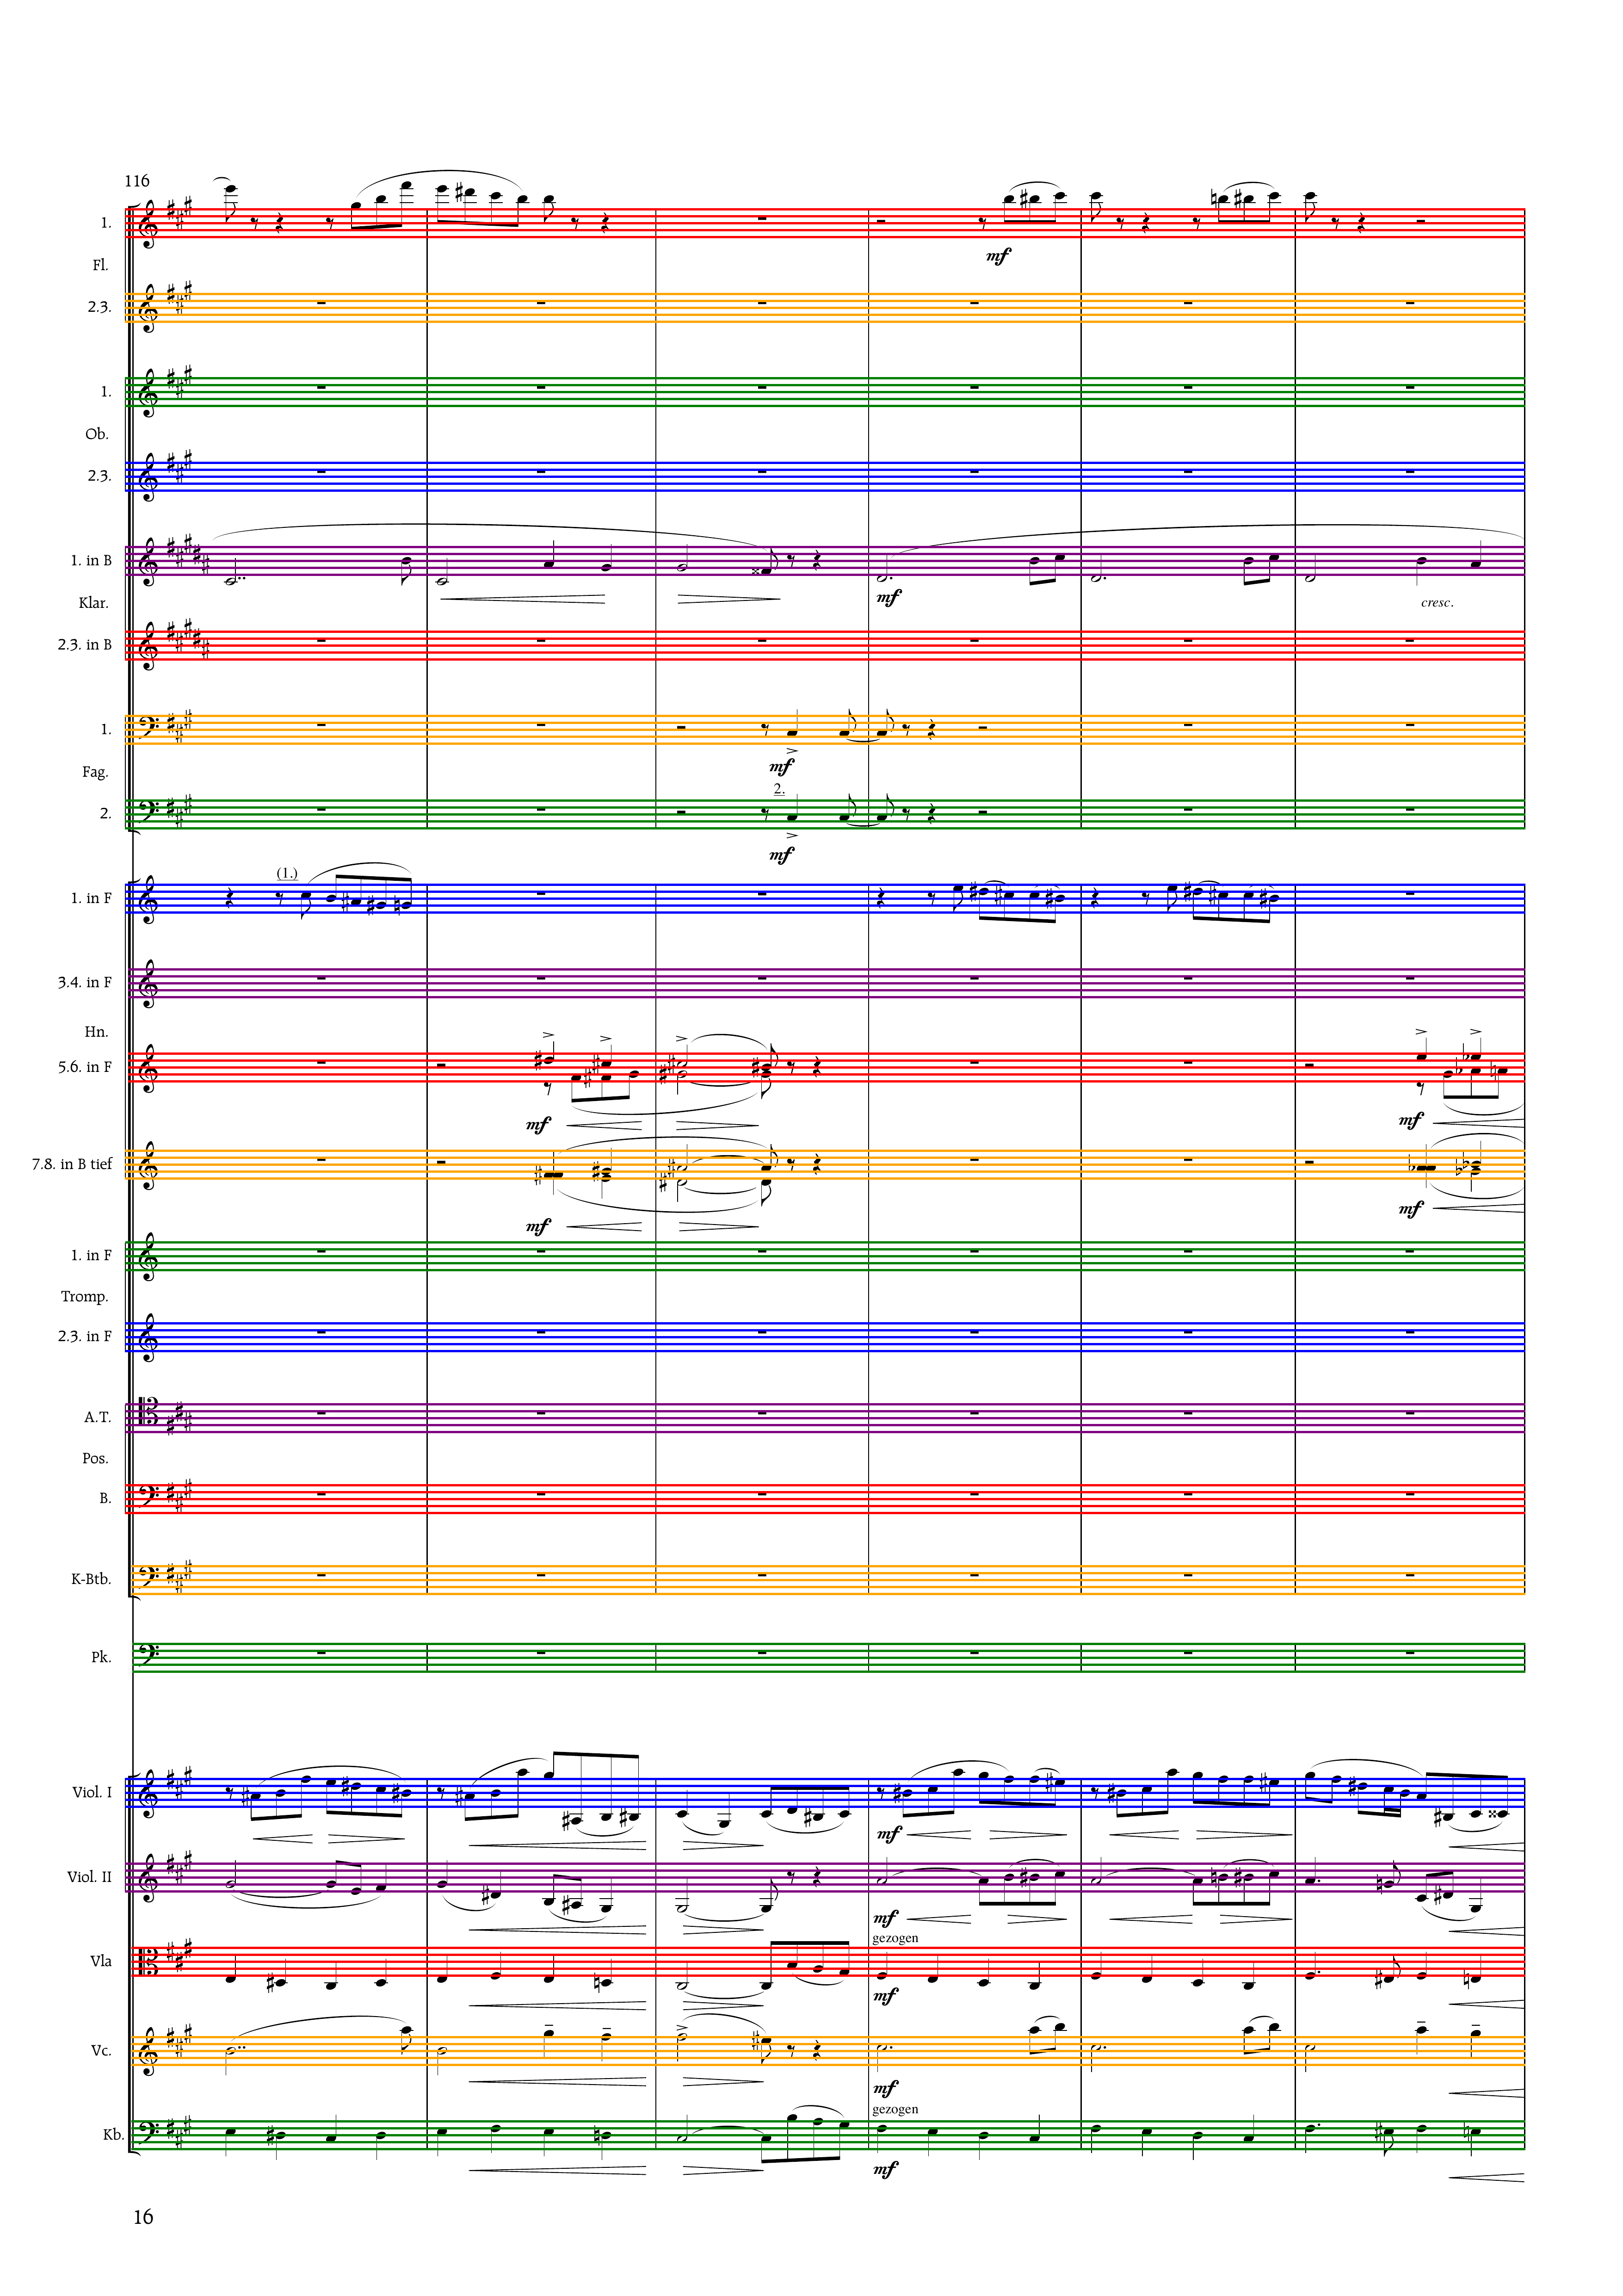 116
1.
Fl.
mf
2.3.
1.
Ob.
2.3.
1. in B
Klar.
mf
cresc.
2.3. in B
1.
Fag.
mf
2.
2.
mf
(1.)
1. in F
3.4. in F
Hn.
5.6. in F
mf
mf
7.8. in B tief
mf
mf
1. in F
Tromp.
2.3. in F
A.T.
Pos.
B.
K-Btb.
Pk.
Viol. I
mf
Viol. II
mf
gezogen
Vla
mf
Vc.
mf
gezogen
Kb.
mf
16